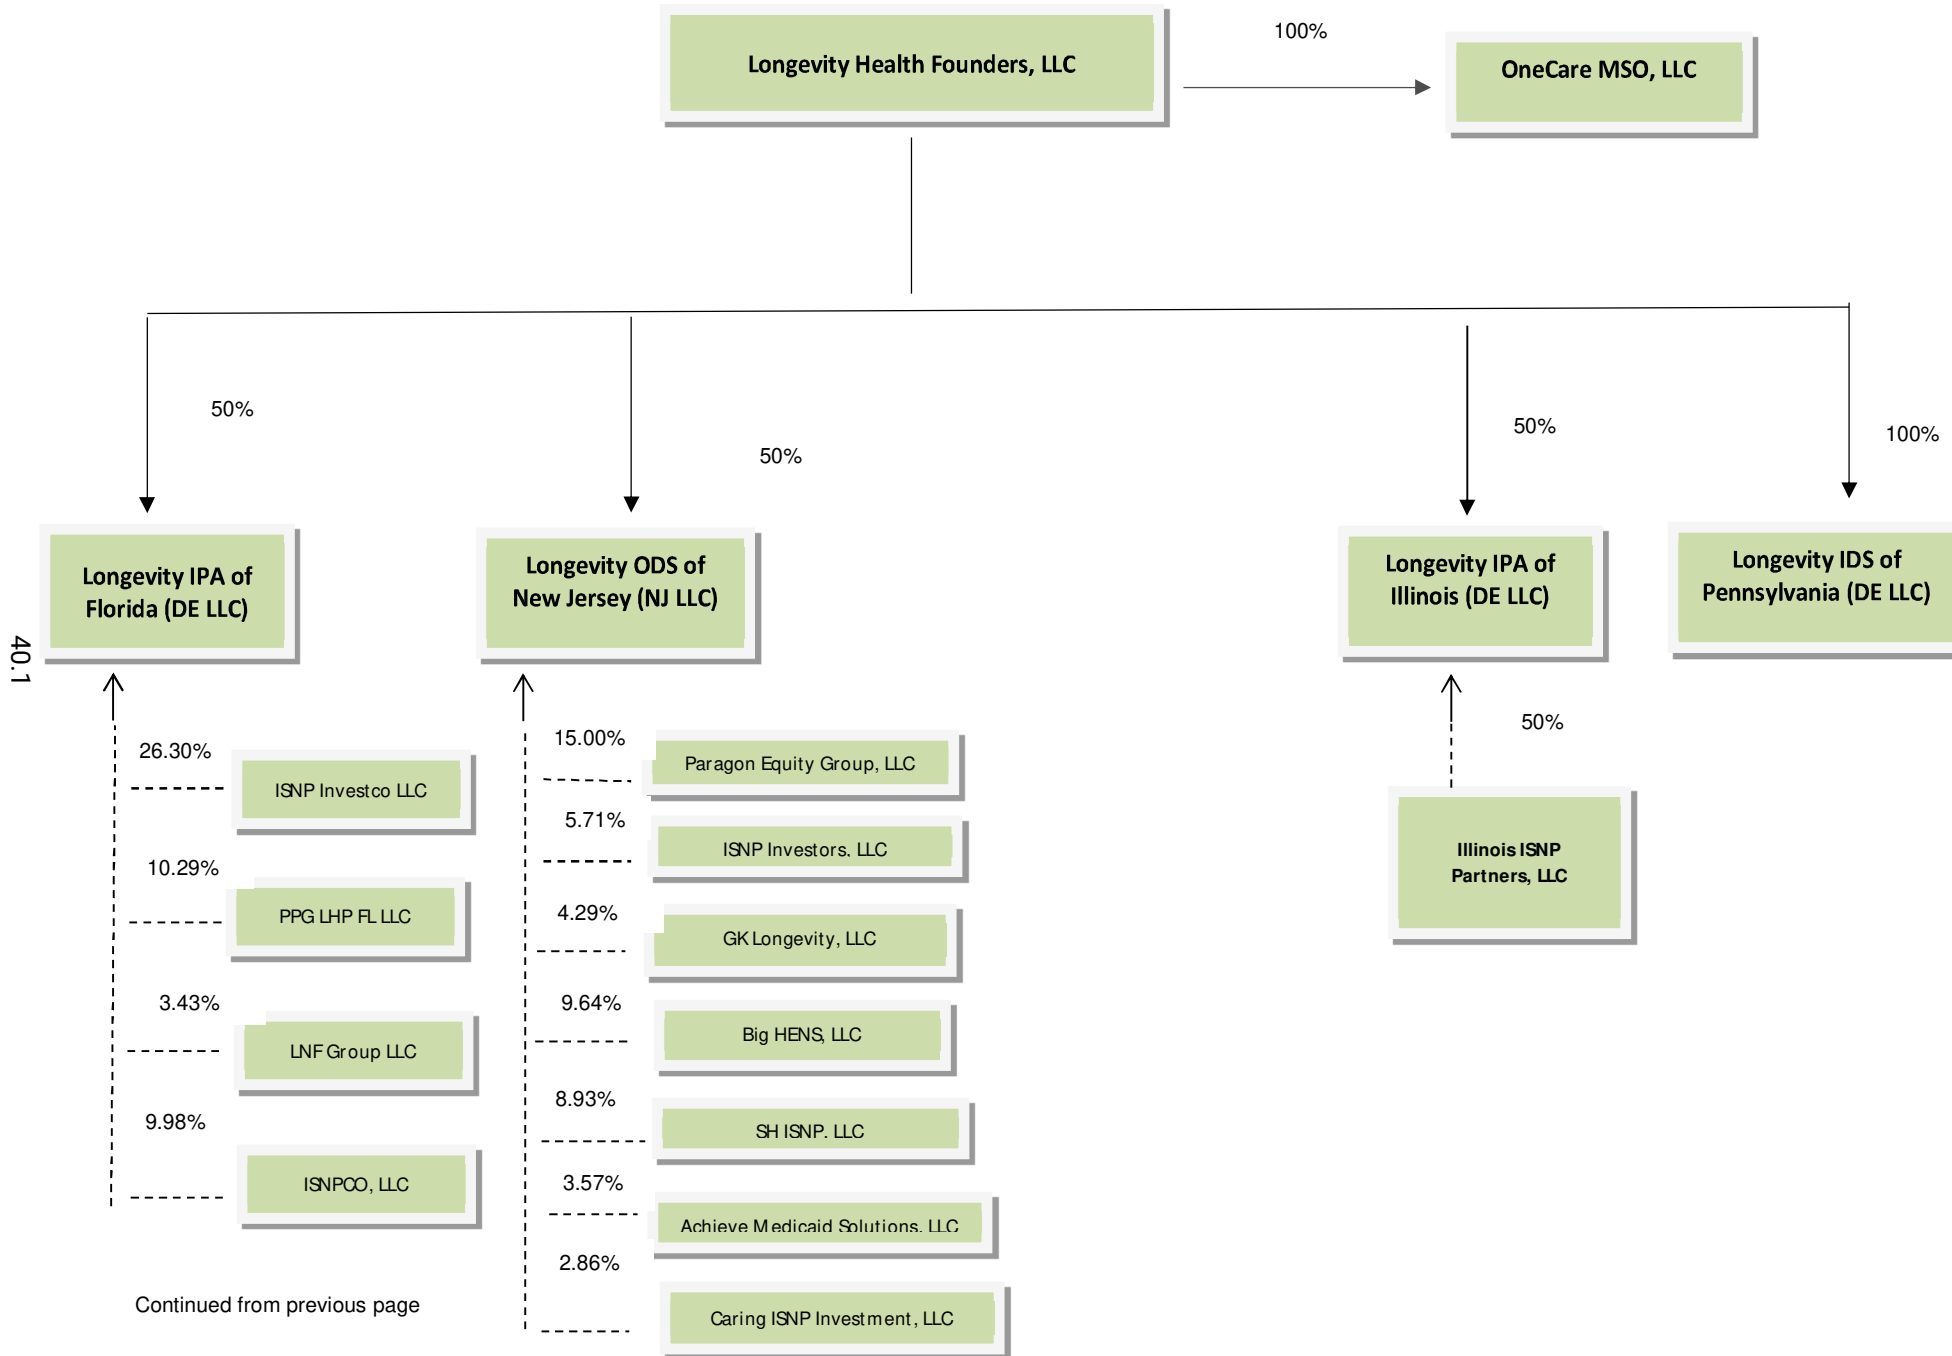 Longevity Health Founders, LLC
100%
OneCare MSO, LLC
50%
50%
50%
100%
Longevity IPA of
Florida (DE LLC)
Longevity ODS of
New Jersey (NJ LLC)
Longevity IPA of
Illinois (DE LLC)
Longevity IDS of
Pennsylvania (DE LLC)
40.1
26.30%
ISNP Investco LLC
10.29%
PPG LHP FL LLC
3.43%
LNF Group LLC
9.98%
ISNPCO, LLC
15.00%
Paragon Equity Group, LLC
5.71%
ISNP Investors, LLC
4.29%
GK Longevity, LLC
9.64%
Big HENS, LLC
8.93%
SH ISNP, LLC
3.57%
Achieve Medicaid Solutions, LLC
2.86%
Caring ISNP Investment, LLC
50%
Illinois ISNP
Partners, LLC
Continued from previous page